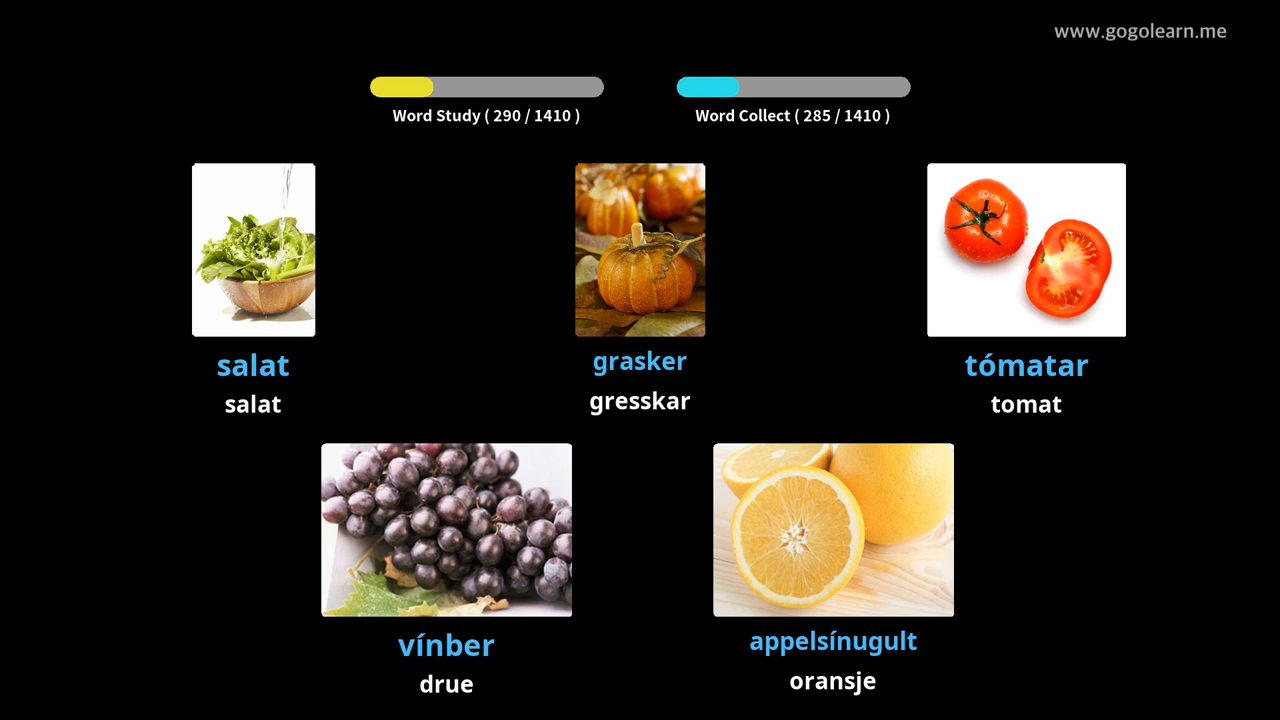 www.gogolearn.me
Word Study ( 290 / 1410 )
Word Collect ( 285 / 1410 )
salat
salat
grasker
gresskar
tómatar
tomat
vínber
drue
appelsínugult
oransje